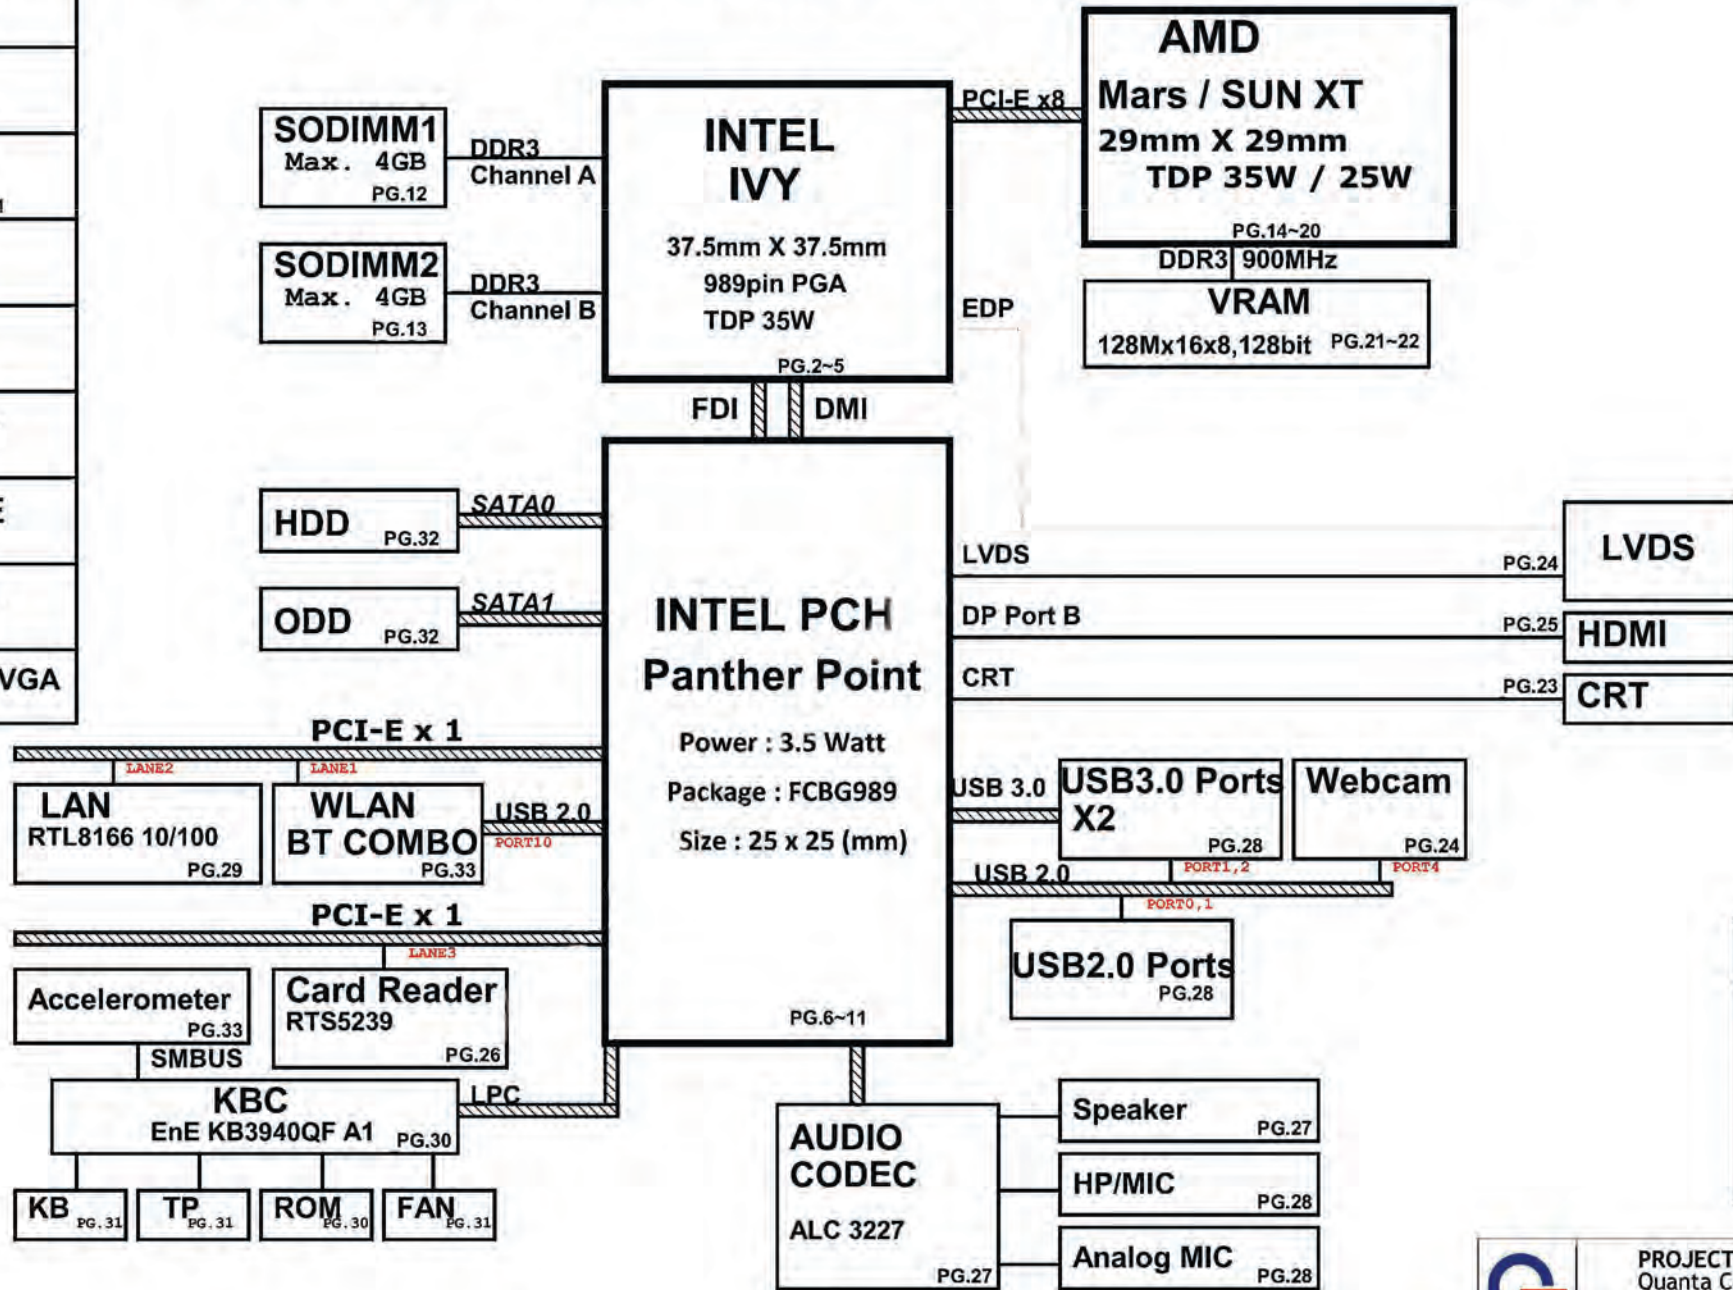 VGA
SODIMM1
Max. 4GB
PG.12
DDR3
Channel A
SODIMM2
Max. 4GB
PG.13
DDR3
Channel B
INTEL
IVY
37.5mm X 37.5mm
989pin PGA
TDP 35W
PG.2~5
PCI-E x8
AMD
Mars / SUN XT
29mm X 29mm
TDP 35W / 25W
PG.14~20
DDR3 900MHz
VRAM
128Mx16x8,128bit PG.21~22
EDP
FDI
DMI
HDD
PG.32
SATA0
ODD
PG.32
SATA1
INTEL PCH
Panther Point
Power : 3.5 Watt
Package : FCBG989
Size : 25 x 25 (mm)
PG.6~11
LVDS
PG.24
LVDS
DP Port B
PG.25
HDMI
CRT
PG.23
CRT
PCI-E x 1
LANE2
LANE1
LAN
RTL8166 10/100
PG.29
WLAN
BT COMBO
PG.33
USB 2.0
PORT10
USB 3.0
USB3.0 Ports
X2
PG.28
Webcam
PG.24
USB 2.0
PORT1,2
PORT4
PORT0,1
USB2.0 Ports
PG.28
PCI-E x 1
LANE3
Accelerometer
PG.33
Card Reader
RTS5239
PG.26
SMBUS
KBC
EnE KB3940QF A1
PG.30
LPC
KB PG.31
TP PG.31
ROM PG.30
FAN PG.31
AUDIO
CODEC
ALC 3227
PG.27
Speaker
PG.27
HP/MIC
PG.28
Analog MIC
PG.28
PROJECT
Quanta C